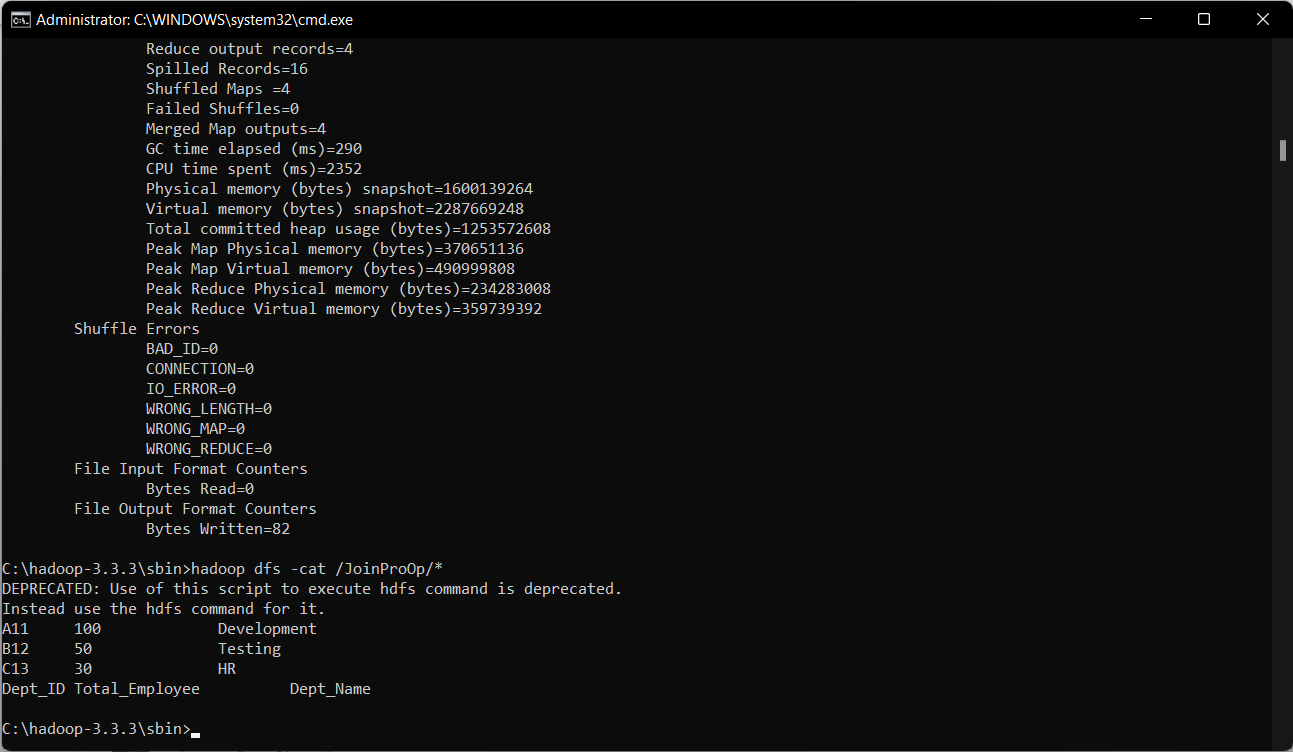 Administrator: C:\WINDOWS\system32\cmd.exe
Reduce output records=4
Spilled Records=16
Shuffled Maps =4
Failed Shuffles=0
Merged Map outputs=4
GC time elapsed (ms)=290
CPU time spent (ms)=2352
Physical memory (bytes) snapshot=1600139264
Virtual memory (bytes) snapshot=2287669248
Total committed heap usage (bytes)=1253572608
Peak Map Physical memory (bytes)=370651136
Peak Map Virtual memory (bytes)=490999808
Peak Reduce Physical memory (bytes)=234283008
Peak Reduce Virtual memory (bytes)=359739392
Shuffle Errors
BAD_ID=0
CONNECTION=0
IO_ERROR=0
WRONG_LENGTH=0
WRONG_MAP=0
WRONG_REDUCE=0
File Input Format Counters
Bytes Read=0
File Output Format Counters
Bytes Written=82
C:\hadoop-3.3.3\sbin>hadoop dfs -cat /JoinProOp/*
DEPRECATED: Use of this script to execute hdfs command is deprecated.
Instead use the hdfs command for it.
A11 100 Development
B12 50 Testing
C13 30 HR
Dept_ID Total_Employee Dept_Name
C:\hadoop-3.3.3\sbin>